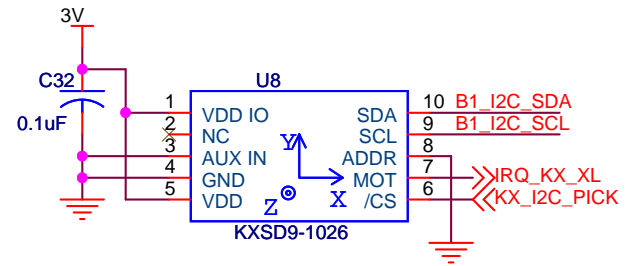 3V
C32
0.1uF
U8
1 VDD IO SDA 10 B1_I2C_SDA
2 NC SCL 9 B1_I2C_SCL
3 AUX IN ADDR 8
4 GND MOT 7 IRQ_KX_XL
5 VDD /CS 6 KX_I2C_PICK
Y
X
Z
KXSD9-1026